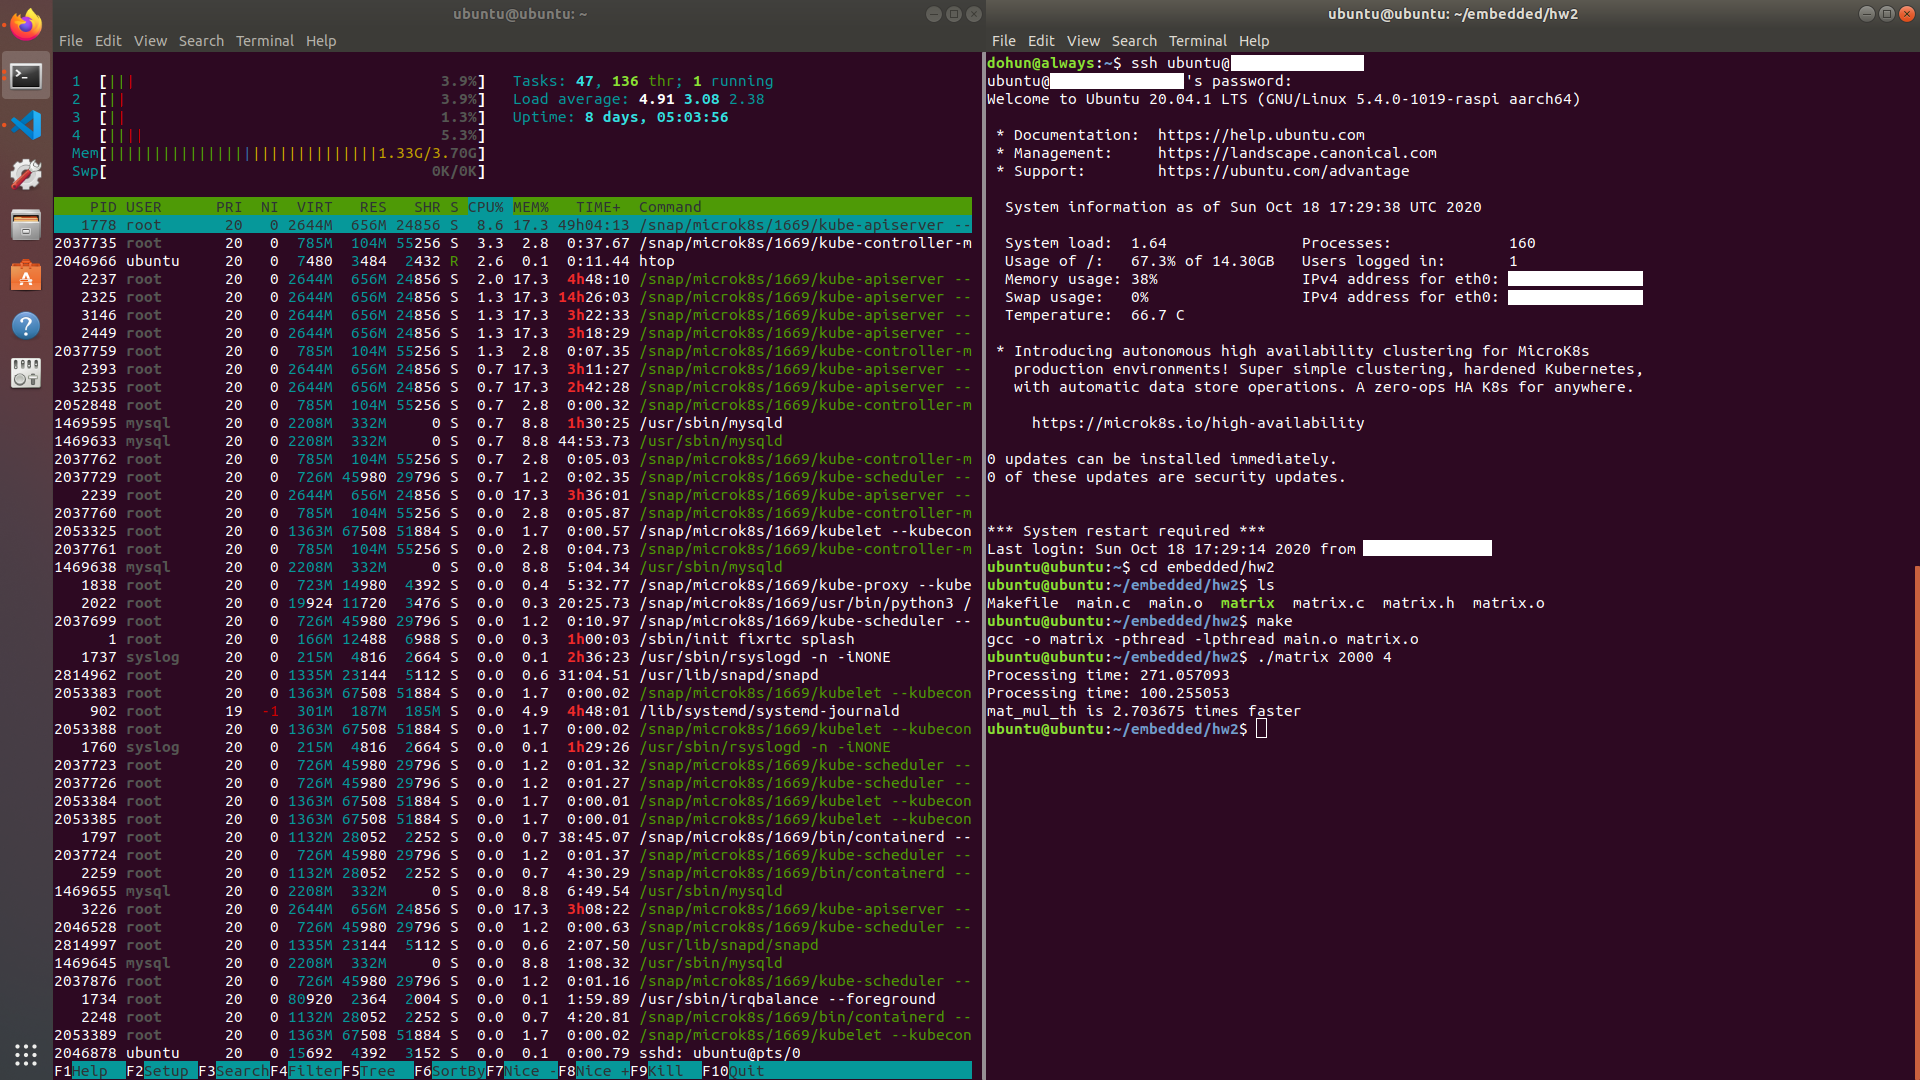 ubuntu@ubuntu: ~
File Edit View Search Terminal Help
1 [||| 3.9%] Tasks: 47, 136 thr; 1 running
2 [|| 3.9%] Load average: 4.91 3.08 2.38
3 [|| 1.3%] Uptime: 8 days, 05:03:56
4 [|||| 5.3%]
Mem[||||||||||||||||||||||||||||||1.33G/3.70G]
Swp[ 0K/0K]
PID USER PRI NI VIRT RES SHR S CPU% MEM% TIME+ Command
1778 root 20 0 2644M 656M 24856 S 8.6 17.3 49h04:13 /snap/microk8s/1669/kube-apiserver --
2037735 root 20 0 785M 104M 55256 S 3.3 2.8 0:37.67 /snap/microk8s/1669/kube-controller-m
2046966 ubuntu 20 0 7480 3484 2432 R 2.6 0.1 0:11.44 htop
2237 root 20 0 2644M 656M 24856 S 2.0 17.3 4h48:10 /snap/microk8s/1669/kube-apiserver --
2325 root 20 0 2644M 656M 24856 S 1.3 17.3 14h26:03 /snap/microk8s/1669/kube-apiserver --
3146 root 20 0 2644M 656M 24856 S 1.3 17.3 3h22:33 /snap/microk8s/1669/kube-apiserver --
2449 root 20 0 2644M 656M 24856 S 1.3 17.3 3h18:29 /snap/microk8s/1669/kube-apiserver --
2037759 root 20 0 785M 104M 55256 S 1.3 2.8 0:07.35 /snap/microk8s/1669/kube-controller-m
2393 root 20 0 2644M 656M 24856 S 0.7 17.3 3h11:27 /snap/microk8s/1669/kube-apiserver --
32535 root 20 0 2644M 656M 24856 S 0.7 17.3 2h42:28 /snap/microk8s/1669/kube-apiserver --
2052848 root 20 0 785M 104M 55256 S 0.7 2.8 0:00.32 /snap/microk8s/1669/kube-controller-m
1469595 mysql 20 0 2208M 332M 0 S 0.7 8.8 1h30:25 /usr/sbin/mysqld
1469633 mysql 20 0 2208M 332M 0 S 0.7 8.8 44:53.73 /usr/sbin/mysqld
2037762 root 20 0 785M 104M 55256 S 0.7 2.8 0:05.03 /snap/microk8s/1669/kube-controller-m
2037729 root 20 0 726M 45980 29796 S 0.7 1.2 0:02.35 /snap/microk8s/1669/kube-scheduler --
2239 root 20 0 2644M 656M 24856 S 0.0 17.3 3h36:01 /snap/microk8s/1669/kube-apiserver --
2037760 root 20 0 785M 104M 55256 S 0.0 2.8 0:05.87 /snap/microk8s/1669/kube-controller-m
2053325 root 20 0 1363M 67508 51884 S 0.0 1.7 0:00.57 /snap/microk8s/1669/kubelet --kubecon
2037761 root 20 0 785M 104M 55256 S 0.0 2.8 0:04.73 /snap/microk8s/1669/kube-controller-m
1469638 mysql 20 0 2208M 332M 0 S 0.0 8.8 5:04.34 /usr/sbin/mysqld
1838 root 20 0 723M 14980 4392 S 0.0 0.4 5:32.77 /snap/microk8s/1669/kube-proxy --kube
2022 root 20 0 19924 11720 3476 S 0.0 0.3 20:25.73 /snap/microk8s/1669/usr/bin/python3 /
2037699 root 20 0 726M 45980 29796 S 0.0 1.2 0:10.97 /snap/microk8s/1669/kube-scheduler --
1 root 20 0 166M 12488 6988 S 0.0 0.3 1h00:03 /sbin/init fixrtc splash
1737 syslog 20 0 215M 4816 2664 S 0.0 0.1 2h36:23 /usr/sbin/rsyslogd -n -iNONE
2814962 root 20 0 1335M 23144 5112 S 0.0 0.6 31:04.51 /usr/lib/snapd/snapd
2053383 root 20 0 1363M 67508 51884 S 0.0 1.7 0:00.02 /snap/microk8s/1669/kubelet --kubecon
902 root 19 -1 301M 187M 185M S 0.0 4.9 4h48:01 /lib/systemd/systemd-journald
2053388 root 20 0 1363M 67508 51884 S 0.0 1.7 0:00.02 /snap/microk8s/1669/kubelet --kubecon
1760 syslog 20 0 215M 4816 2664 S 0.0 0.1 1h29:26 /usr/sbin/rsyslogd -n -iNONE
2037723 root 20 0 726M 45980 29796 S 0.0 1.2 0:01.32 /snap/microk8s/1669/kube-scheduler --
2037726 root 20 0 726M 45980 29796 S 0.0 1.2 0:01.27 /snap/microk8s/1669/kube-scheduler --
2053384 root 20 0 1363M 67508 51884 S 0.0 1.7 0:00.01 /snap/microk8s/1669/kubelet --kubecon
2053385 root 20 0 1363M 67508 51884 S 0.0 1.7 0:00.01 /snap/microk8s/1669/kubelet --kubecon
1797 root 20 0 1132M 28052 2252 S 0.0 0.7 38:45.07 /snap/microk8s/1669/bin/containerd --
2037724 root 20 0 726M 45980 29796 S 0.0 1.2 0:01.37 /snap/microk8s/1669/kube-scheduler --
2259 root 20 0 1132M 28052 2252 S 0.0 0.7 4:30.29 /snap/microk8s/1669/bin/containerd --
1469655 mysql 20 0 2208M 332M 0 S 0.0 8.8 6:49.54 /usr/sbin/mysqld
3226 root 20 0 2644M 656M 24856 S 0.0 17.3 3h08:22 /snap/microk8s/1669/kube-apiserver --
2046528 root 20 0 726M 45980 29796 S 0.0 1.2 0:00.63 /snap/microk8s/1669/kube-scheduler --
2814997 root 20 0 1335M 23144 5112 S 0.0 0.6 2:07.50 /usr/lib/snapd/snapd
1469645 mysql 20 0 2208M 332M 0 S 0.0 8.8 1:08.32 /usr/sbin/mysqld
2037876 root 20 0 726M 45980 29796 S 0.0 1.2 0:01.16 /snap/microk8s/1669/kube-scheduler --
1734 root 20 0 80920 2364 2004 S 0.0 0.1 1:59.89 /usr/sbin/irqbalance --foreground
2248 root 20 0 1132M 28052 2252 S 0.0 0.7 4:20.81 /snap/microk8s/1669/bin/containerd --
2053389 root 20 0 1363M 67508 51884 S 0.0 1.7 0:00.02 /snap/microk8s/1669/kubelet --kubecon
2046878 ubuntu 20 0 15692 4392 3152 S 0.0 0.1 0:00.79 sshd: ubuntu@pts/0
F1Help F2Setup F3SearchF4FilterF5Tree F6SortByF7Nice -F8Nice +F9Kill F10Quit
ubuntu@ubuntu: ~/embedded/hw2
File Edit View Search Terminal Help
dohun@always:~$ ssh ubuntu@
ubuntu@ 's password:
Welcome to Ubuntu 20.04.1 LTS (GNU/Linux 5.4.0-1019-raspi aarch64)
* Documentation: https://help.ubuntu.com
* Management: https://landscape.canonical.com
* Support: https://ubuntu.com/advantage
System information as of Sun Oct 18 17:29:38 UTC 2020
System load: 1.64 Processes: 160
Usage of /: 67.3% of 14.30GB Users logged in: 1
Memory usage: 38% IPv4 address for eth0:
Swap usage: 0% IPv4 address for eth0:
Temperature: 66.7 C
* Introducing autonomous high availability clustering for MicroK8s
production environments! Super simple clustering, hardened Kubernetes,
with automatic data store operations. A zero-ops HA K8s for anywhere.
https://microk8s.io/high-availability
0 updates can be installed immediately.
0 of these updates are security updates.
*** System restart required ***
Last login: Sun Oct 18 17:29:14 2020 from
ubuntu@ubuntu:~$ cd embedded/hw2
ubuntu@ubuntu:~/embedded/hw2$ ls
Makefile main.c main.o matrix matrix.c matrix.h matrix.o
ubuntu@ubuntu:~/embedded/hw2$ make
gcc -o matrix -pthread -lpthread main.o matrix.o
ubuntu@ubuntu:~/embedded/hw2$ ./matrix 2000 4
Processing time: 271.057093
Processing time: 100.255053
mat_mul_th is 2.703675 times faster
ubuntu@ubuntu:~/embedded/hw2$